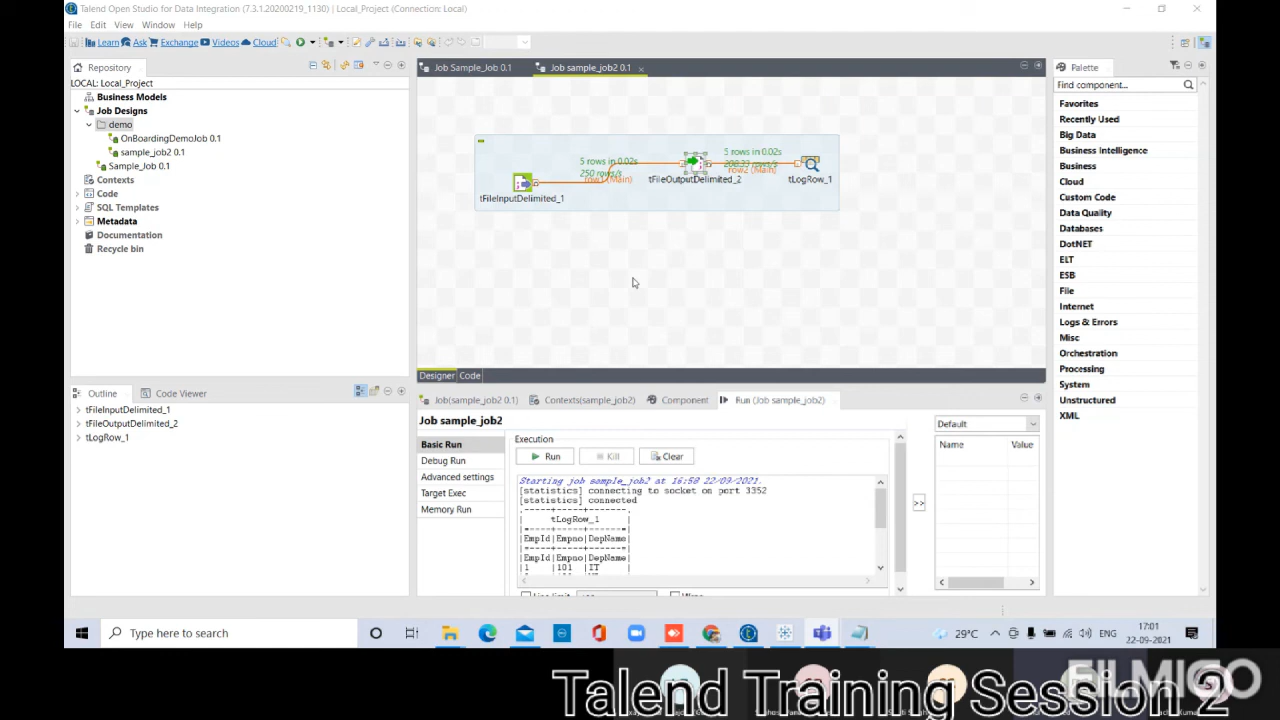 Talend Open Studio for Data Integration (7.3.1.20200219_1130) | Local_Project (Connection: Local)
File Edit View Window Help
Learn Ask Exchange Videos Cloud
Repository
LOCAL: Local_Project
Business Models
Job Designs
demo
OnBoardingDemoJob 0.1
sample_job2 0.1
Sample_Job 0.1
Contexts
Code
SQL Templates
Metadata
Documentation
Recycle bin
Outline Code Viewer
tFileInputDelimited_1
tFileOutputDelimited_2
tLogRow_1
Job Sample_Job 0.1 Job sample_job2 0.1
5 rows in 0.02s
250 rows/s
row1 (Main)
5 rows in 0.02s
208.33 rows/s
row2 (Main)
tFileInputDelimited_1
tFileOutputDelimited_2
tLogRow_1
Designer Code
Job(sample_job2 0.1) Contexts(sample_job2) Component Run (Job sample_job2)
Job sample_job2
Basic Run
Debug Run
Advanced settings
Target Exec
Memory Run
Execution
Run Kill Clear
Starting job sample_job2 at 16:58 22/09/2021.
[statistics] connecting to socket on port 3352
[statistics] connected
.-----+-----+-------.
| tLogRow_1 |
|=----+-----+------=|
|EmpId|Empno|DepName|
|=----+-----+------=|
|EmpId|Empno|DepName|
|1 |101 |IT |
Default
Name Value
>>
Palette
Find component...
Favorites
Recently Used
Big Data
Business Intelligence
Business
Cloud
Custom Code
Data Quality
Databases
DotNET
ELT
ESB
File
Internet
Logs & Errors
Misc
Orchestration
Processing
System
Unstructured
XML
Type here to search
29°C
ENG
17:01
22-09-2021
Talend Training Session 2
FILMIGO